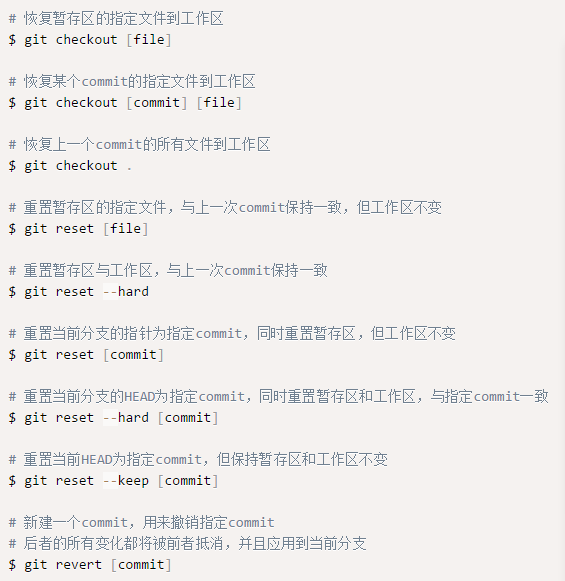 # 恢复暂存区的指定文件到工作区
$ git checkout [file]
# 恢复某个commit的指定文件到工作区
$ git checkout [commit] [file]
# 恢复上一个commit的所有文件到工作区
$ git checkout .
# 重置暂存区的指定文件，与上一次commit保持一致，但工作区不变
$ git reset [file]
# 重置暂存区与工作区，与上一次commit保持一致
$ git reset --hard
# 重置当前分支的指针为指定commit，同时重置暂存区，但工作区不变
$ git reset [commit]
# 重置当前分支的HEAD为指定commit，同时重置暂存区和工作区，与指定commit一致
$ git reset --hard [commit]
# 重置当前HEAD为指定commit，但保持暂存区和工作区不变
$ git reset --keep [commit]
# 新建一个commit，用来撤销指定commit
# 后者的所有变化都将被前者抵消，并且应用到当前分支
$ git revert [commit]